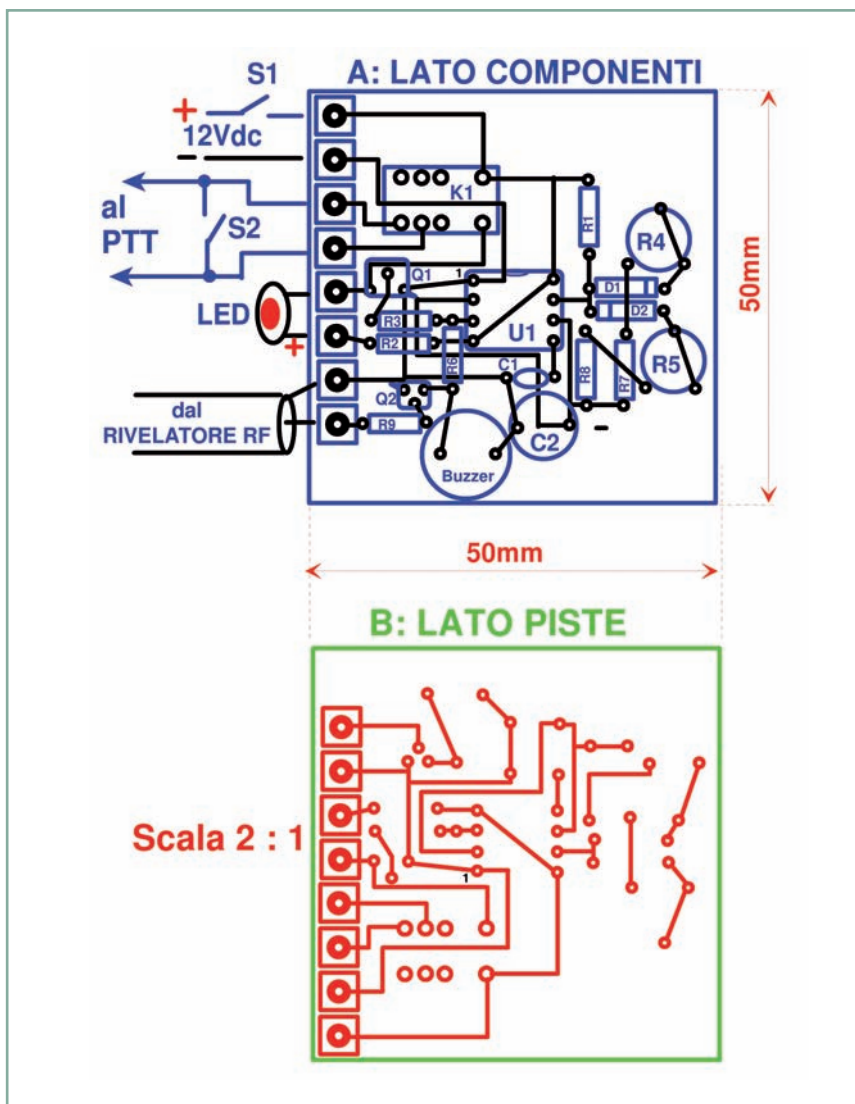 A: LATO COMPONENTI
S1
+
12Vdc
-
al
PTT
S2
LED
+
dal
RIVELATORE RF
K1
R1
R4
Q1
1
U1
D1
D2
R3
R2
R6
C1
R8
R7
R5
Q2
R9
C2
-
Buzzer
50mm
50mm
B: LATO PISTE
Scala 2 : 1
1